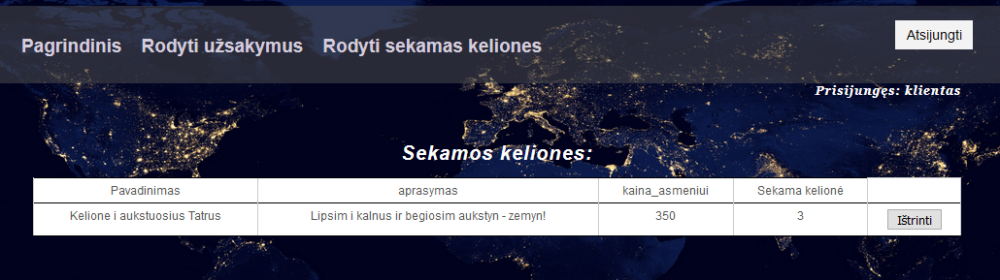 Pagrindinis Rodyti užsakymus Rodyti sekamas keliones Atsijungti
Prisijungęs: klientas
Sekamos keliones:
Pavadinimas aprasymas kaina_asmeniui Sekama kelionė
Kelione i aukstuosius Tatrus Lipsim i kalnus ir begiosim aukstyn - zemyn! 350 3 Ištrinti